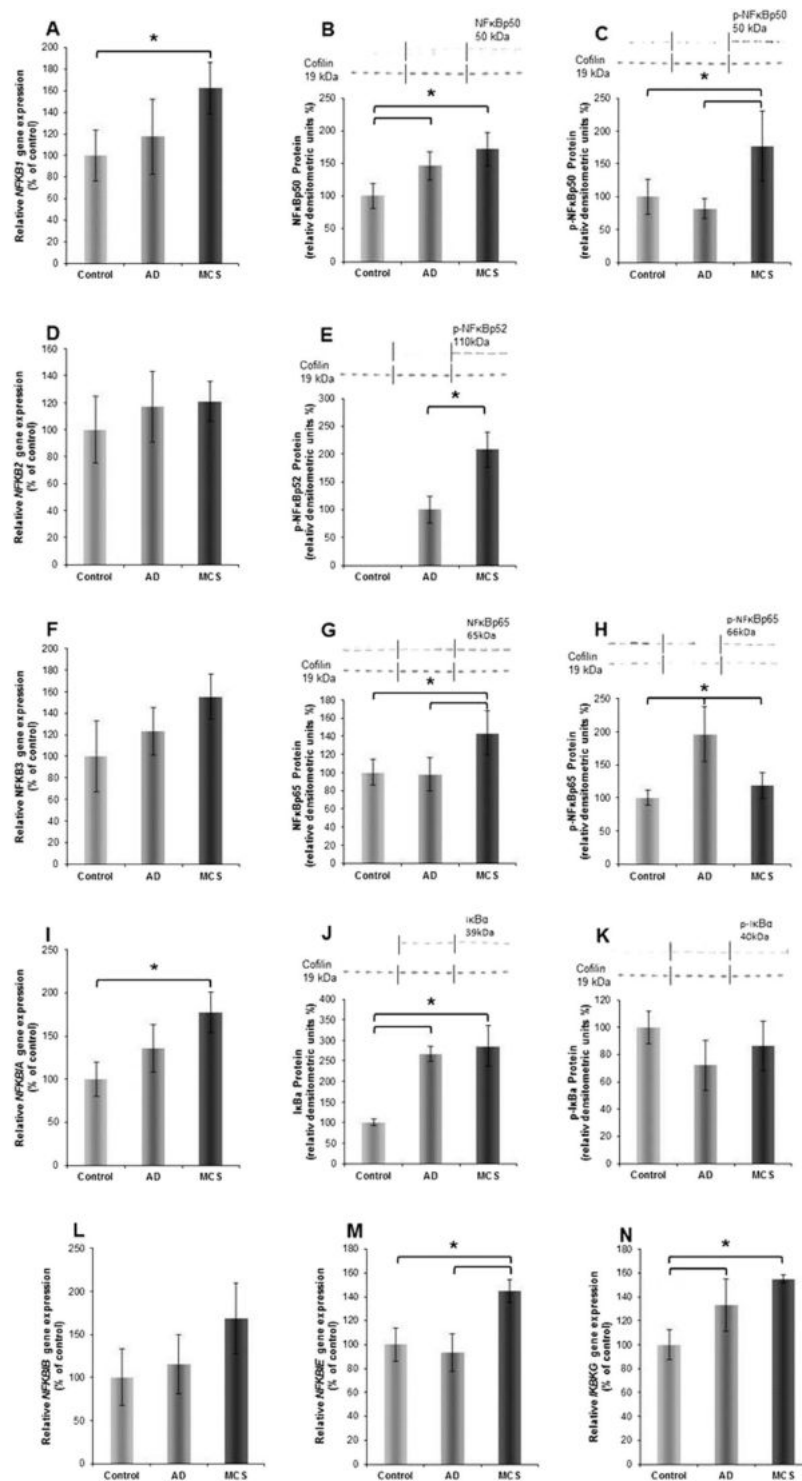 A
Relative NFKB1 gene expression
(% of control)
200
180
160
140
120
100
80
60
40
20
0
*
Control AD MCS
B
NFκBp50
50 kDa
Cofilin
19 kDa
NFκBp50 Protein
(relativ densitometric units %)
250
200
150
100
50
0
*
Control AD MCS
C
p-NFκBp50
50 kDa
Cofilin
19 kDa
p-NFκBp50 Protein
(relativ densitometric units %)
250
200
150
100
50
0
*
Control AD MCS
D
Relative NFKB2 gene expression
(% of control)
200
180
160
140
120
100
80
60
40
20
0
Control AD MCS
E
p-NFκBp52
110kDa
Cofilin
19 kDa
p-NFκBp52 Protein
(relativ densitometric units %)
300
250
200
150
100
50
0
*
Control AD MCS
F
Relative NFKB3 gene expression
(% of control)
200
180
160
140
120
100
80
60
40
20
0
Control AD MCS
G
NFκBp65
65kDa
Cofilin
19 kDa
NFκBp65 Protein
(relative densitometric units %)
180
160
140
120
100
80
60
40
20
0
*
Control AD MCS
H
p-NFκBp65
66kDa
Cofilin
19 kDa
p-NFκBp65 Protein
(relativ densitometric units %)
250
200
150
100
50
0
*
Control AD MCS
I
Relative NFKBIA gene expression
(% of control)
250
200
150
100
50
0
*
Control AD MCS
J
IκBα
39kDa
Cofilin
19 kDa
IκBa Protein
(relativ densitometric units %)
400
350
300
250
200
150
100
50
0
*
Control AD MCS
K
p-IκBα
40kDa
Cofilin
19 kDa
p-IκBa Protein
(relativ densitometric units %)
120
100
80
60
40
20
0
Control AD MCS
L
Relative NFKBIB gene expression
(% of control)
250
200
150
100
50
0
Control AD MCS
M
Relative NFKBIE gene expression
(% of control)
180
160
140
120
100
80
60
40
20
0
*
Control AD MCS
N
Relative IKBKG gene expression
(% of control)
180
160
140
120
100
80
60
40
20
0
*
Control AD MCS